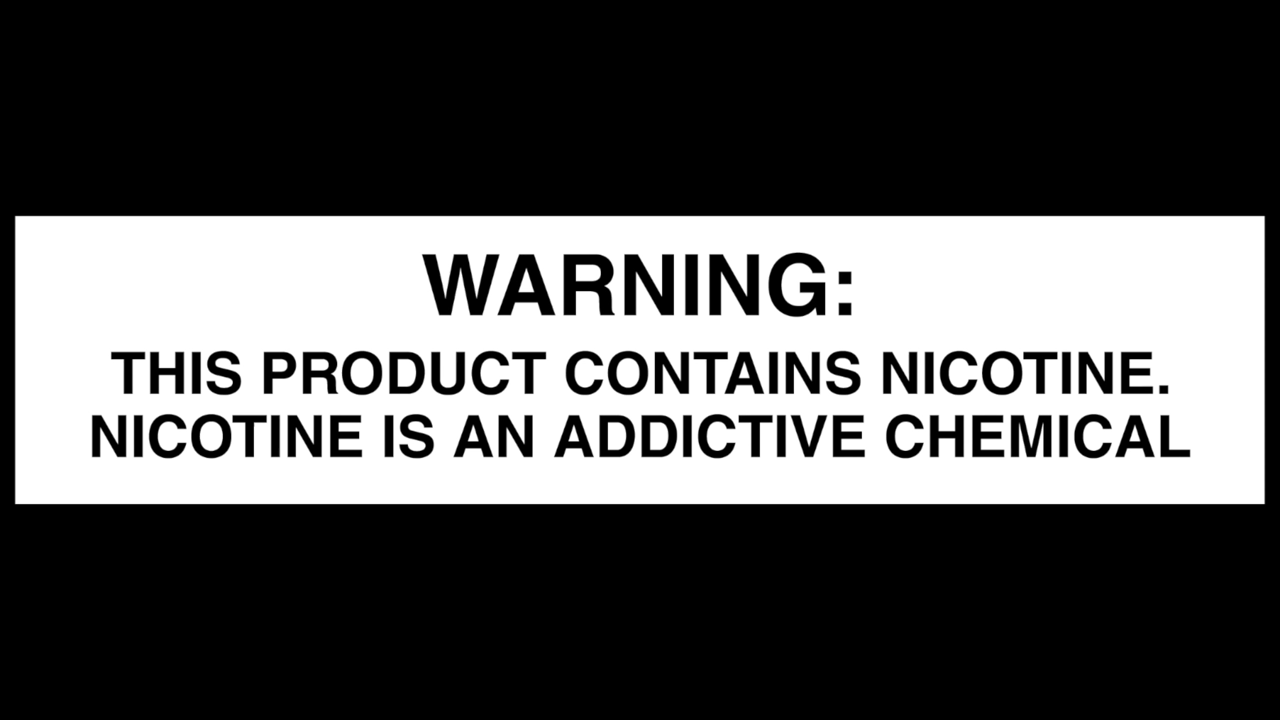 WARNING:
THIS PRODUCT CONTAINS NICOTINE.
NICOTINE IS AN ADDICTIVE CHEMICAL